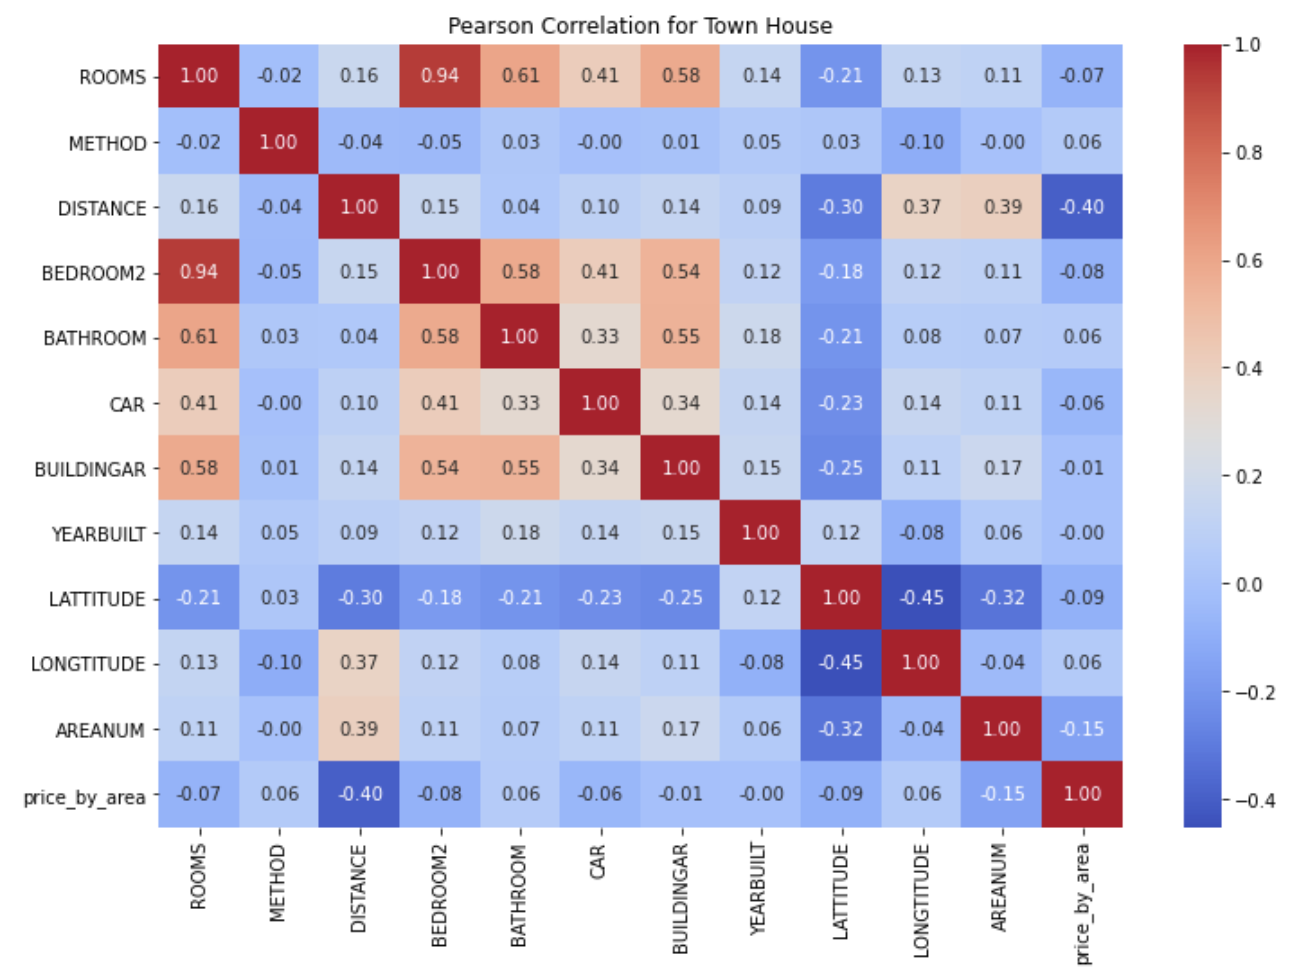 Pearson Correlation for Town House
ROOMS 1.00 -0.02 0.16 0.94 0.61 0.41 0.58 0.14 -0.21 0.13 0.11 -0.07
METHOD -0.02 1.00 -0.04 -0.05 0.03 -0.00 0.01 0.05 0.03 -0.10 -0.00 0.06
DISTANCE 0.16 -0.04 1.00 0.15 0.04 0.10 0.14 0.09 -0.30 0.37 0.39 -0.40
BEDROOM2 0.94 -0.05 0.15 1.00 0.58 0.41 0.54 0.12 -0.18 0.12 0.11 -0.08
BATHROOM 0.61 0.03 0.04 0.58 1.00 0.33 0.55 0.18 -0.21 0.08 0.07 0.06
CAR 0.41 -0.00 0.10 0.41 0.33 1.00 0.34 0.14 -0.23 0.14 0.11 -0.06
BUILDINGAR 0.58 0.01 0.14 0.54 0.55 0.34 1.00 0.15 -0.25 0.11 0.17 -0.01
YEARBUILT 0.14 0.05 0.09 0.12 0.18 0.14 0.15 1.00 0.12 -0.08 0.06 -0.00
LATTITUDE -0.21 0.03 -0.30 -0.18 -0.21 -0.23 -0.25 0.12 1.00 -0.45 -0.32 -0.09
LONGTITUDE 0.13 -0.10 0.37 0.12 0.08 0.14 0.11 -0.08 -0.45 1.00 -0.04 0.06
AREANUM 0.11 -0.00 0.39 0.11 0.07 0.11 0.17 0.06 -0.32 -0.04 1.00 -0.15
price_by_area -0.07 0.06 -0.40 -0.08 0.06 -0.06 -0.01 -0.00 -0.09 0.06 -0.15 1.00
ROOMS
METHOD
DISTANCE
BEDROOM2
BATHROOM
CAR
BUILDINGAR
YEARBUILT
LATTITUDE
LONGTITUDE
AREANUM
price_by_area
1.0
0.8
0.6
0.4
0.2
0.0
−0.2
−0.4